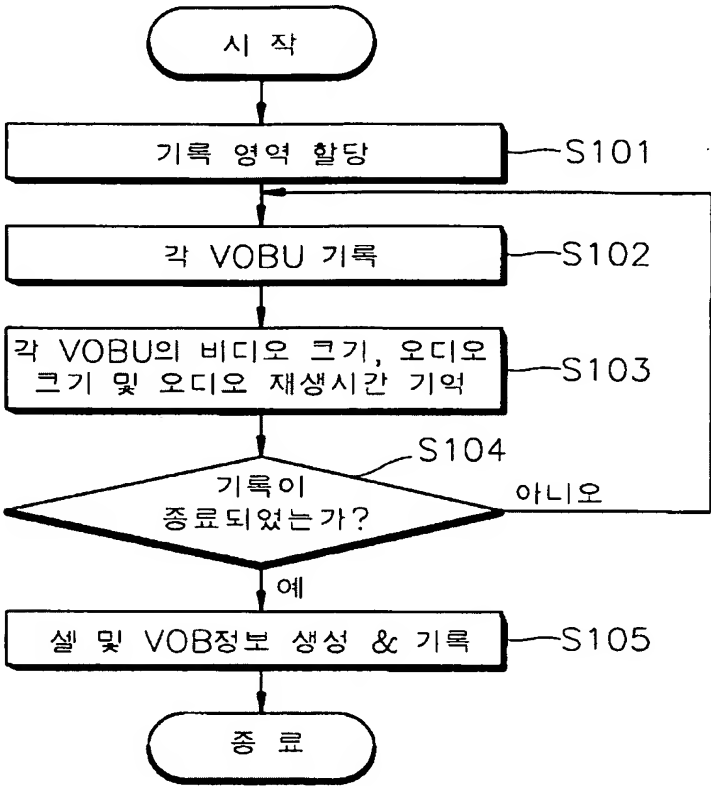 시 작
기록 영역 할당
S101
각 VOBU 기록
S102
각 VOBU의 비디오 크기, 오디오
크기 및 오디오 재생시간 기억
S103
S104
기록이
종료되었는가?
아니오
예
셀 및 VOB정보 생성 & 기록
S105
종 료